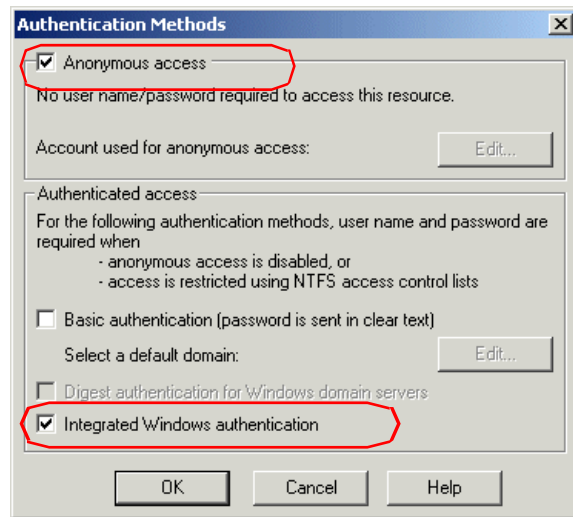 Authentication Methods
Anonymous access
No user name/password required to access this resource.
Account used for anonymous access:
Edit...
Authenticated access
For the following authentication methods, user name and password are
required when
- anonymous access is disabled, or
- access is restricted using NTFS access control lists
Basic authentication (password is sent in clear text)
Select a default domain:
Edit...
Digest authentication for Windows domain servers
Integrated Windows authentication
OK
Cancel
Help